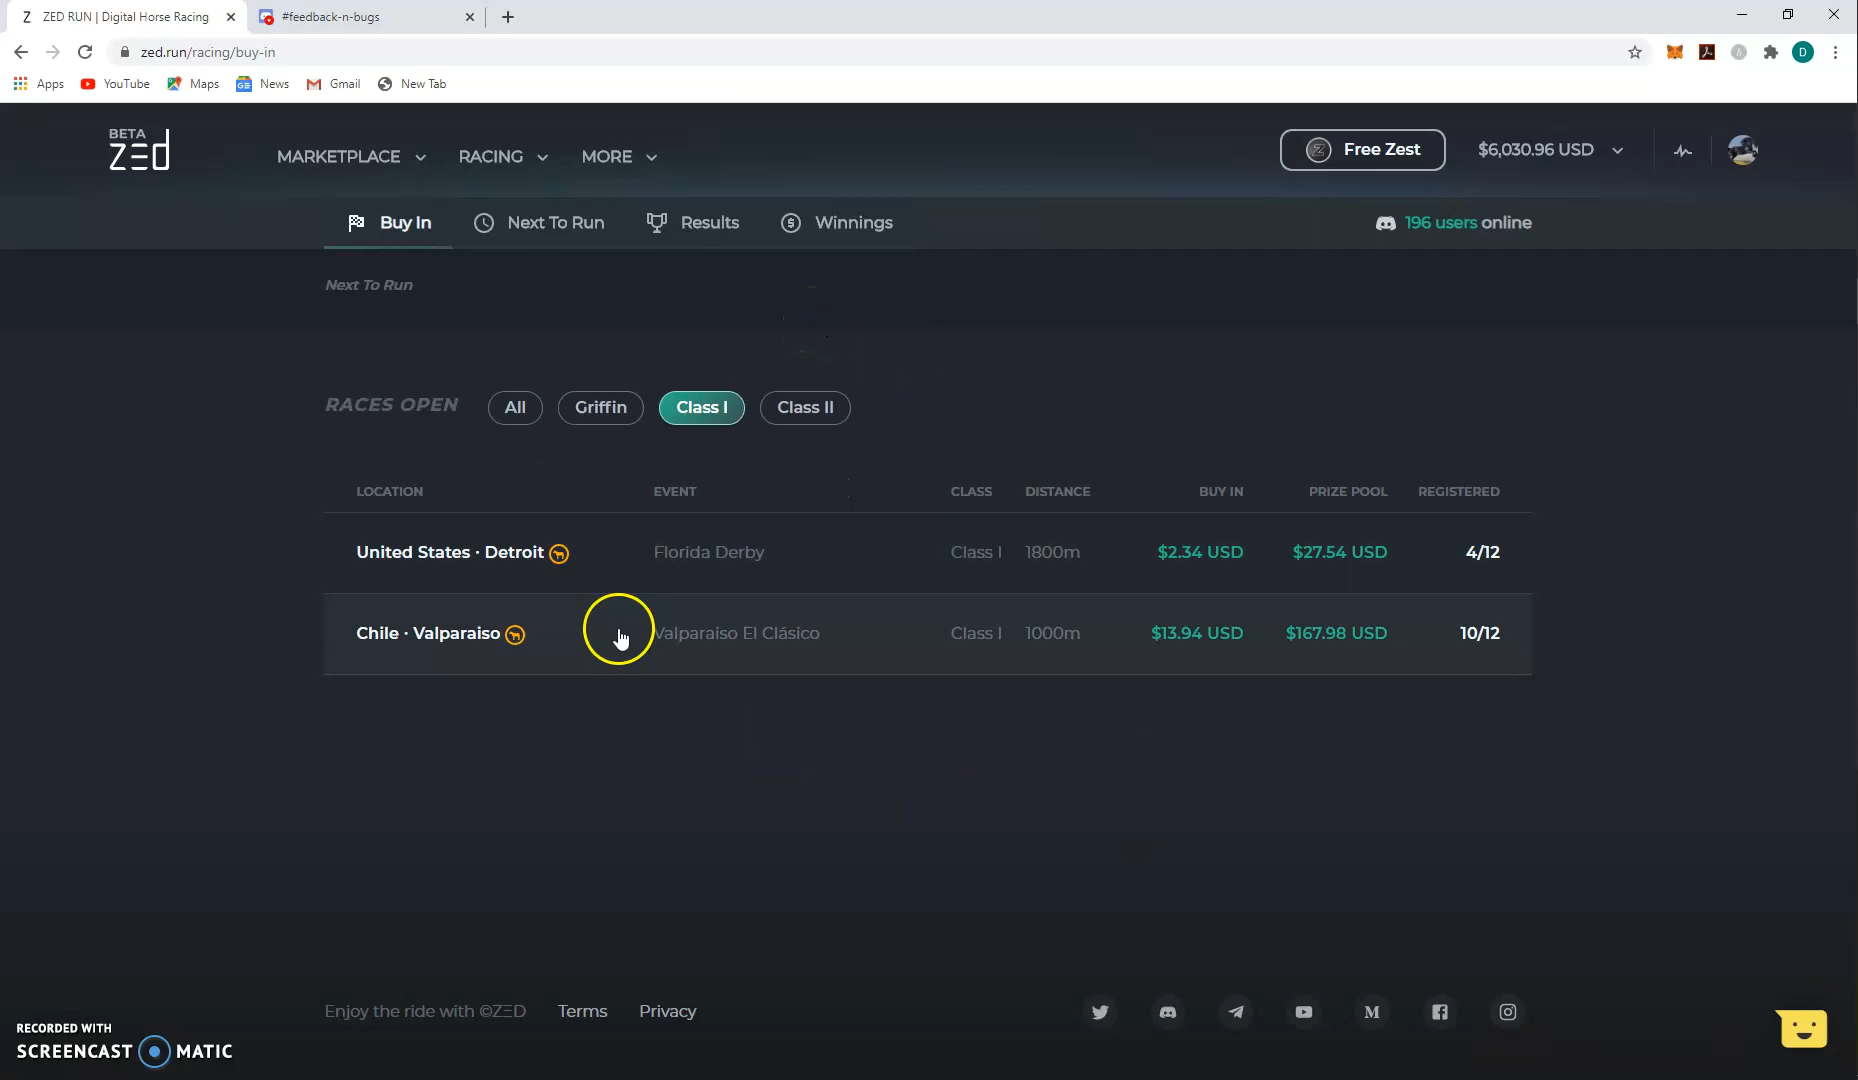 ZED RUN | Digital Horse Racing
#feedback-n-bugs
zed.run/racing/buy-in
D
Apps
YouTube
Maps
News
Gmail
New Tab
BETA
zed
MARKETPLACE
RACING
MORE
Free Zest
$6,030.96 USD
Buy In
Next To Run
Results
Winnings
196 users online
Next To Run
RACES OPEN
All
Griffin
Class I
Class II
LOCATION EVENT CLASS DISTANCE BUY IN PRIZE POOL REGISTERED
United States · Detroit Florida Derby Class I 1800m $2.34 USD $27.54 USD 4/12
Chile · Valparaiso Valparaiso El Clásico Class I 1000m $13.94 USD $167.98 USD 10/12
Enjoy the ride with ©ZED
Terms
Privacy
RECORDED WITH
SCREENCAST MATIC